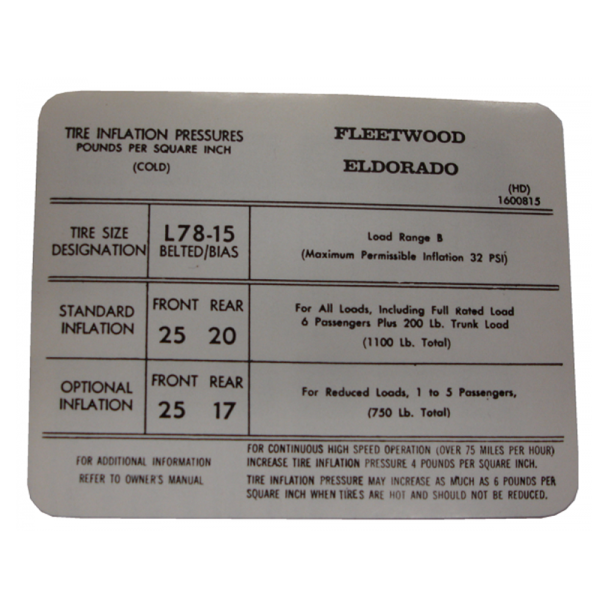 TIRE INFLATION PRESSURES
POUNDS PER SQUARE INCH
(COLD)
FLEETWOOD
ELDORADO
(HD)
1600815
TIRE SIZE
DESIGNATION
L78-15
BELTED/BIAS
Load Range B
(Maximum Permissible Inflation 32 PSI)
STANDARD
INFLATION
FRONT REAR
25 20
For All Loads, Including Full Rated Load
6 Passengers Plus 200 Lb. Trunk Load
(1100 Lb. Total)
OPTIONAL
INFLATION
FRONT REAR
25 17
For Reduced Loads, 1 to 5 Passengers,
(750 Lb. Total)
FOR ADDITIONAL INFORMATION
REFER TO OWNER'S MANUAL
FOR CONTINUOUS HIGH SPEED OPERATION (OVER 75 MILES PER HOUR)
INCREASE TIRE INFLATION PRESSURE 4 POUNDS PER SQUARE INCH.
TIRE INFLATION PRESSURE MAY INCREASE AS MUCH AS 6 POUNDS PER
SQUARE INCH WHEN TIRES ARE HOT AND SHOULD NOT BE REDUCED.